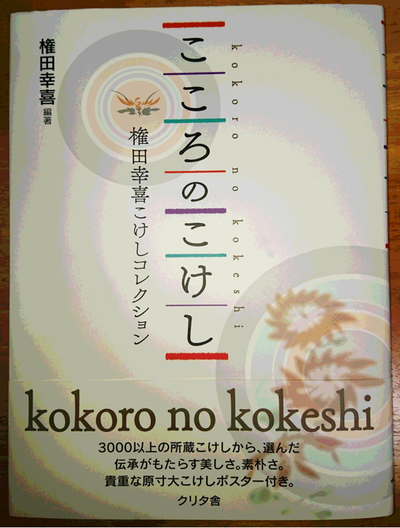 権田幸喜 編著
こころのこけし
kokoro no kokeshi
権田幸喜こけしコレクション
kokoro no kokeshi
3000以上の所蔵こけしから、選んだ
伝承がもたらす美しさ。素朴さ。
貴重な原寸大こけしポスター付き。
クリタ舎